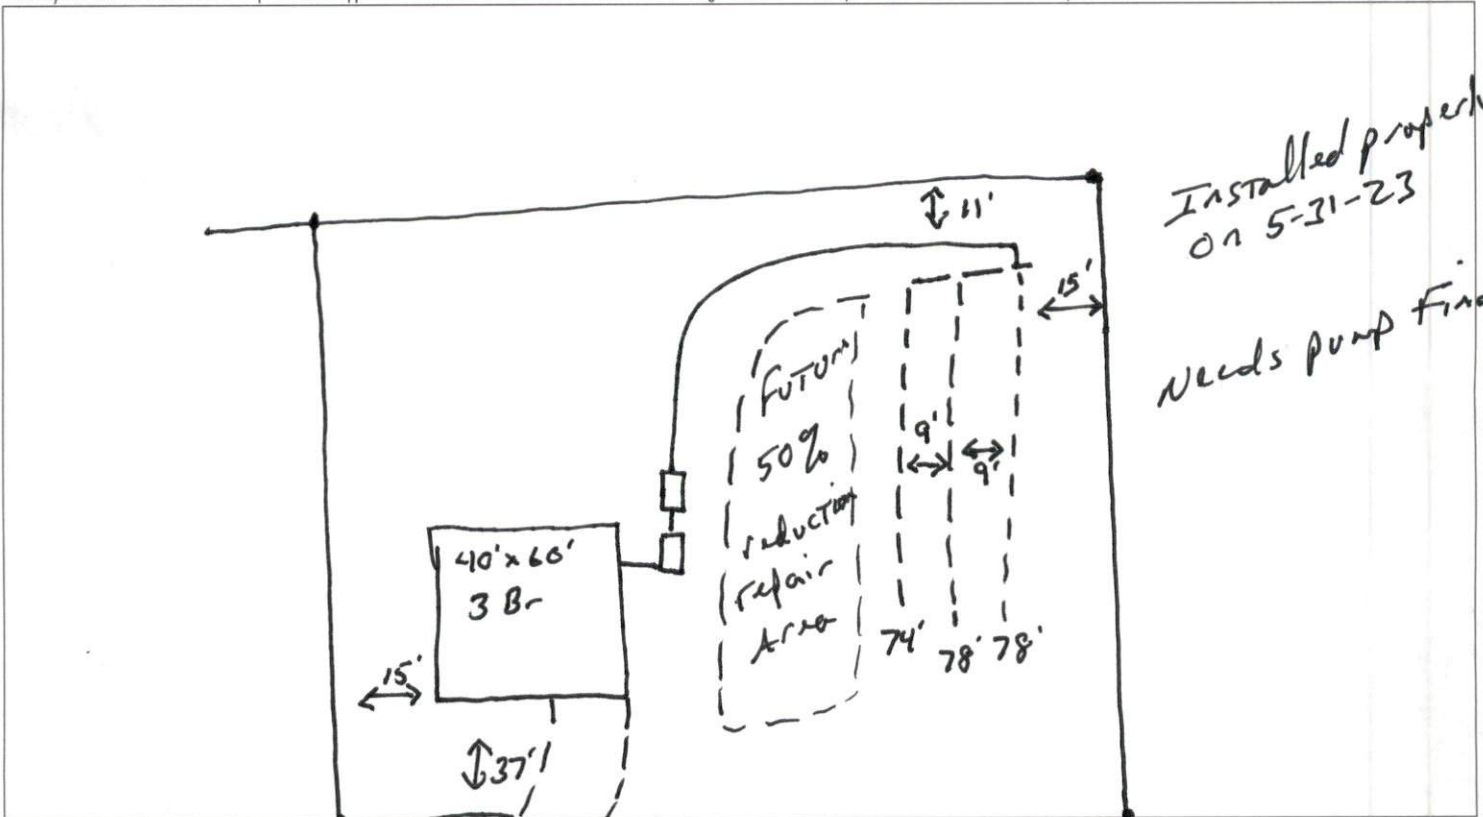 Installed properly
on 5-31-23
Needs pump
11'
15'
Future
50%
reduction
repair
Area
9'
9'
40'x60'
3 Br
74'
78'
78'
15'
37'